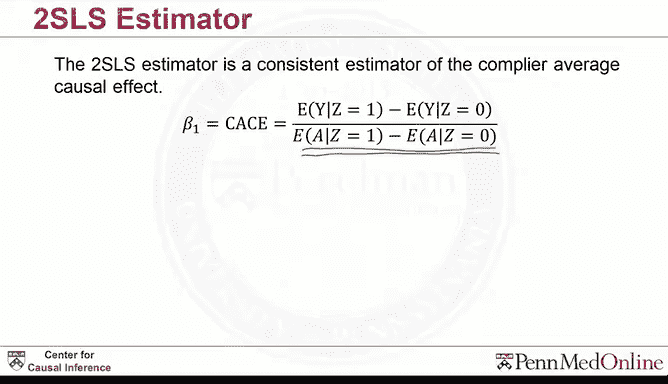 2SLS Estimator
The 2SLS estimator is a consistent estimator of the complier average
causal effect.
β₁ = CACE = E(Y|Z = 1) − E(Y|Z = 0)
E(A|Z = 1) − E(A|Z = 0)
Center for
Causal Inference
PennMedOnline